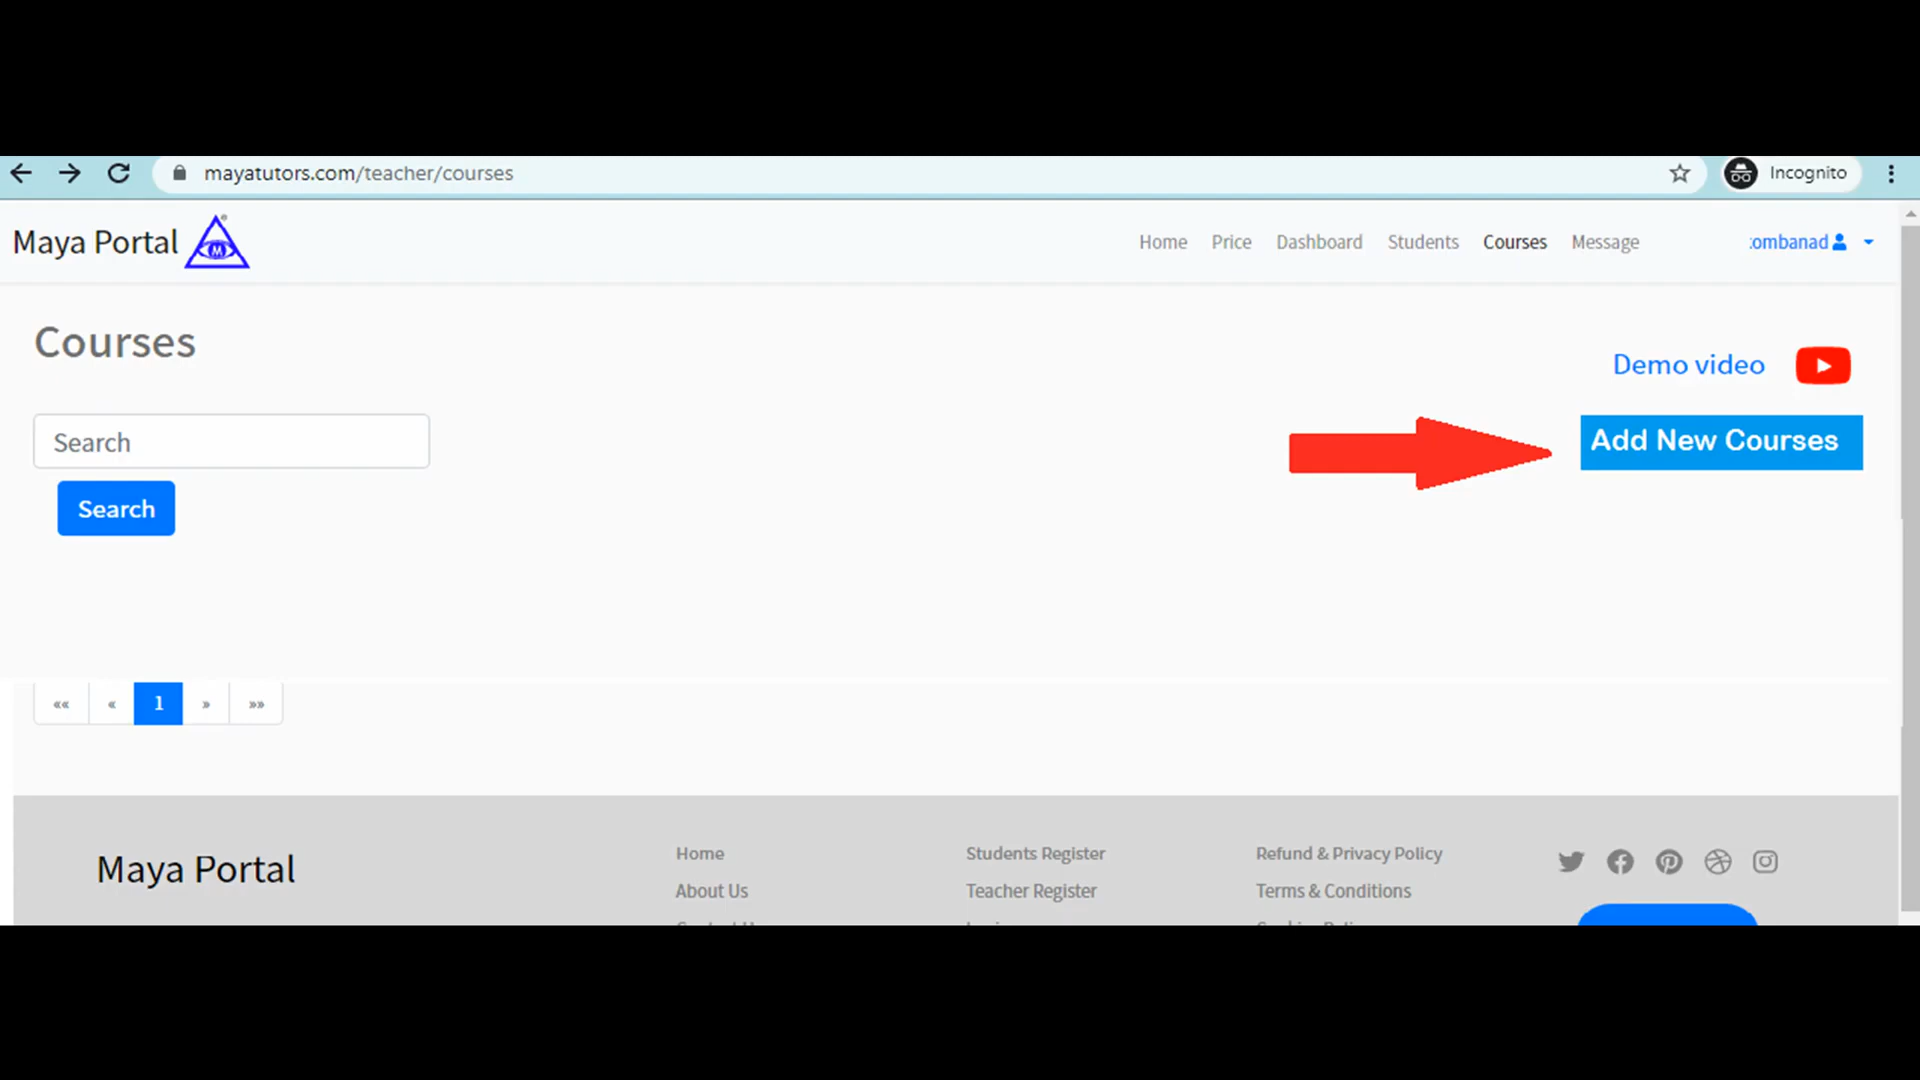 mayatutors.com/teacher/courses
Incognito
Maya Portal
M
Home Price Dashboard Students Courses Message
Courses
Demo video
Search
Add New Courses
Search
«« « 1 » »»
Maya Portal
Home
Students Register
Refund & Privacy Policy
About Us
Teacher Register
Terms & Conditions